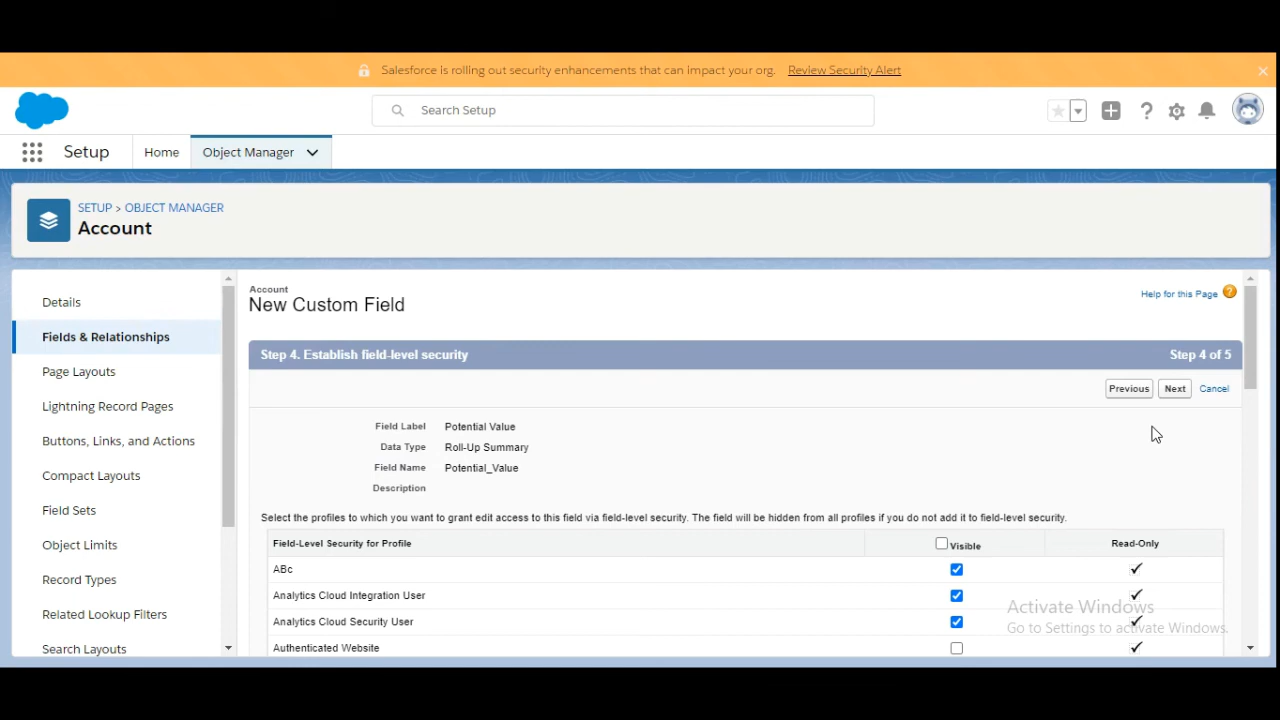 Salesforce is rolling out security enhancements that can impact your org. Review Security Alert
Search Setup
Setup
Home
Object Manager
SETUP > OBJECT MANAGER
Account
Details
Fields & Relationships
Page Layouts
Lightning Record Pages
Buttons, Links, and Actions
Compact Layouts
Field Sets
Object Limits
Record Types
Related Lookup Filters
Search Layouts
Account
New Custom Field
Help for this Page
Step 4. Establish field-level security
Step 4 of 5
Previous Next Cancel
Field Label Potential Value
Data Type Roll-Up Summary
Field Name Potential_Value
Description
Select the profiles to which you want to grant edit access to this field via field-level security. The field will be hidden from all profiles if you do not add it to field-level security.
Field-Level Security for Profile Visible Read-Only
ABc
Analytics Cloud Integration User
Analytics Cloud Security User
Authenticated Website
Activate Windows
Go to Settings to activate Windows.